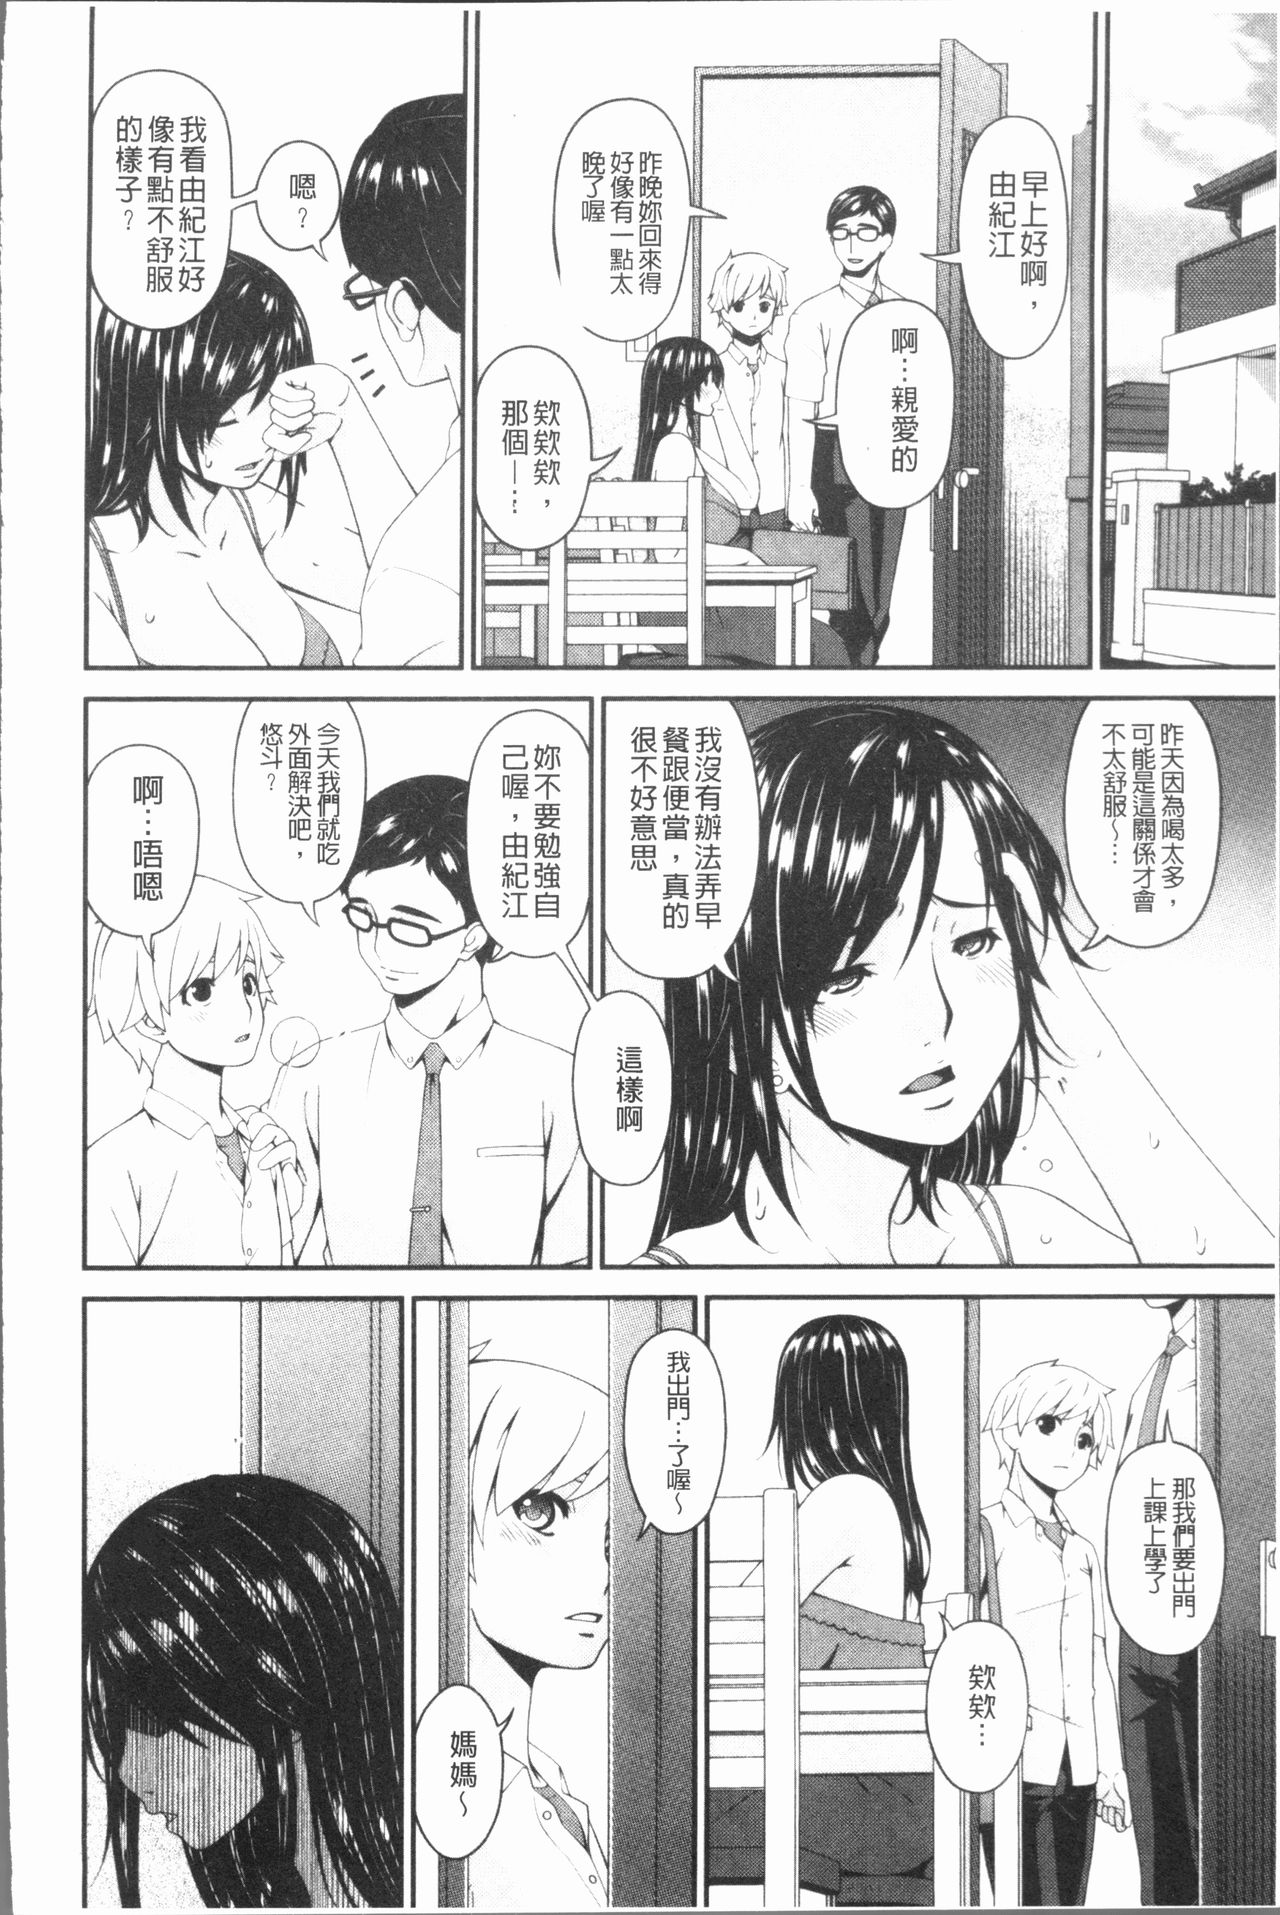 早上好啊，
由紀江
啊…親愛的
昨晚妳回來得
好像有一點太
晚了喔
欸欸欸，
那個—…
嗯？
我看由紀江好
像有點不舒服
的樣子？
昨天因為喝太多，
可能是這關係才會
不太舒服～…
我沒有辦法弄早
餐跟便當，真的
很不好意思
這樣啊
妳不要勉強自
己喔，由紀江
今天我們就吃
外面解決吧，
悠斗？
啊…唔嗯
那我們要出門
上課上學了
欸欸…
我出門…了喔～
媽媽～